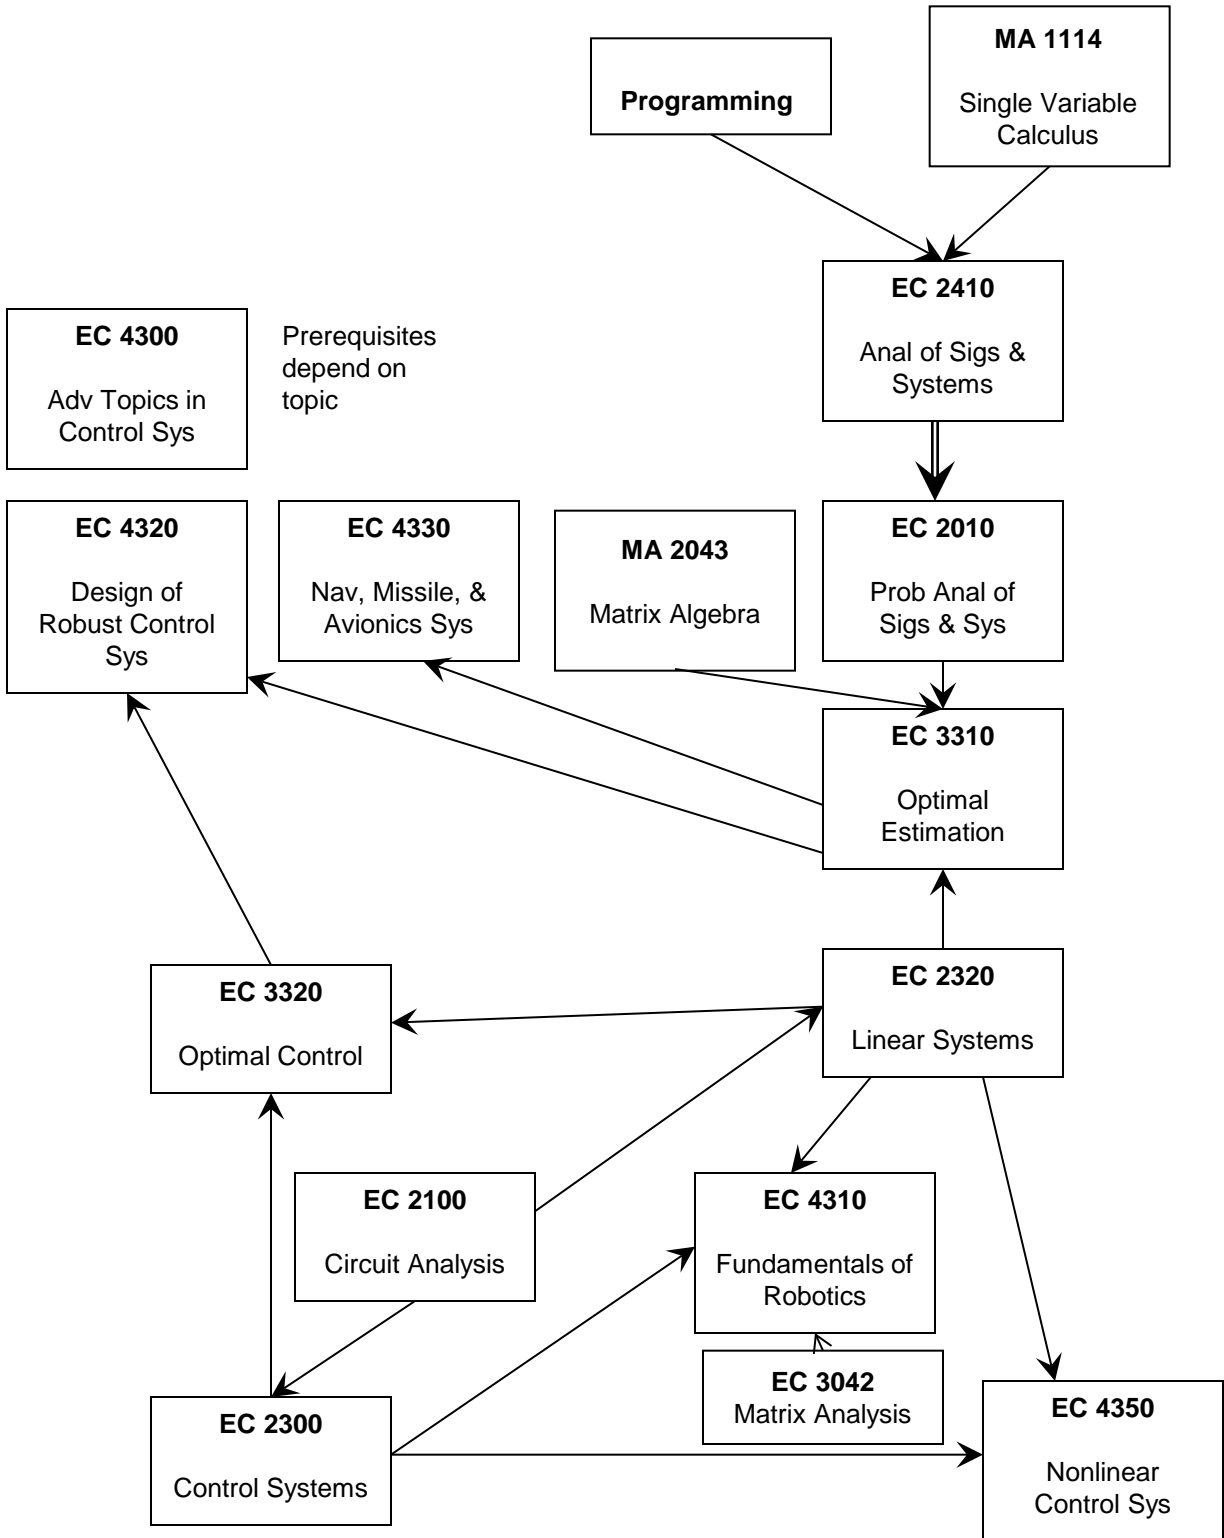 MA 1114
Single Variable
Calculus
Programming
EC 2410
Anal of Sigs &
Systems
EC 4300
Adv Topics in
Control Sys
Prerequisites
depend on
topic
EC 4320
Design of
Robust Control
Sys
EC 4330
Nav, Missile, &
Avionics Sys
MA 2043
Matrix Algebra
EC 2010
Prob Anal of
Sigs & Sys
EC 3310
Optimal
Estimation
EC 3320
Optimal Control
EC 2320
Linear Systems
EC 2100
Circuit Analysis
EC 4310
Fundamentals of
Robotics
EC 3042
Matrix Analysis
EC 2300
Control Systems
EC 4350
Nonlinear
Control Sys